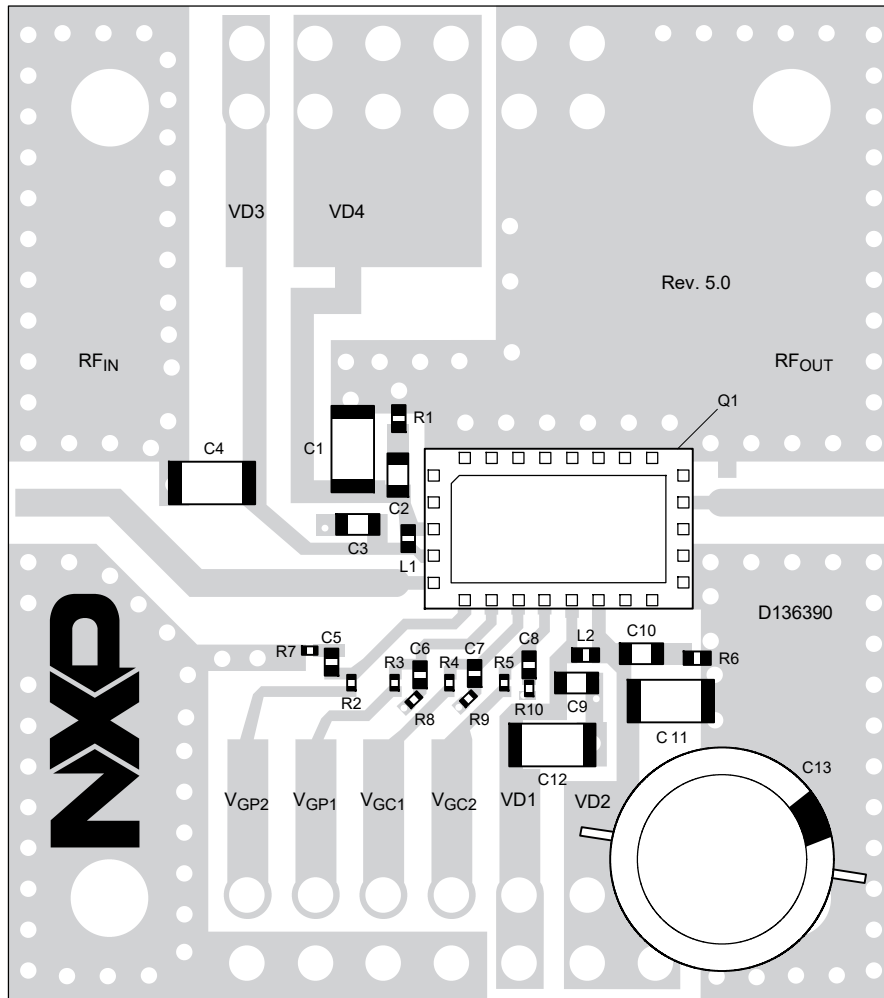 VD3 VD4
Rev. 5.0
RFIN RFOUT
Q1
C4 C1 R1
C2
C3
L1
D136390
NXP
R7 C5 R3 C6 R4 C7 R5 C8 L2 C10 R6
R2 R8 R9 R10 C9
C12 C 11
C13
VGP2 VGP1 VGC1 VGC2 VD1 VD2